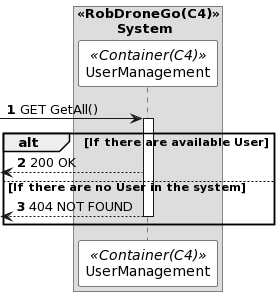 «RobDroneGo(C4)»
System
«Container(C4)»
UserManagement
1 GET GetAll()
alt [If there are available User]
2 200 OK
[If there are no User in the system]
3 404 NOT FOUND
«Container(C4)»
UserManagement